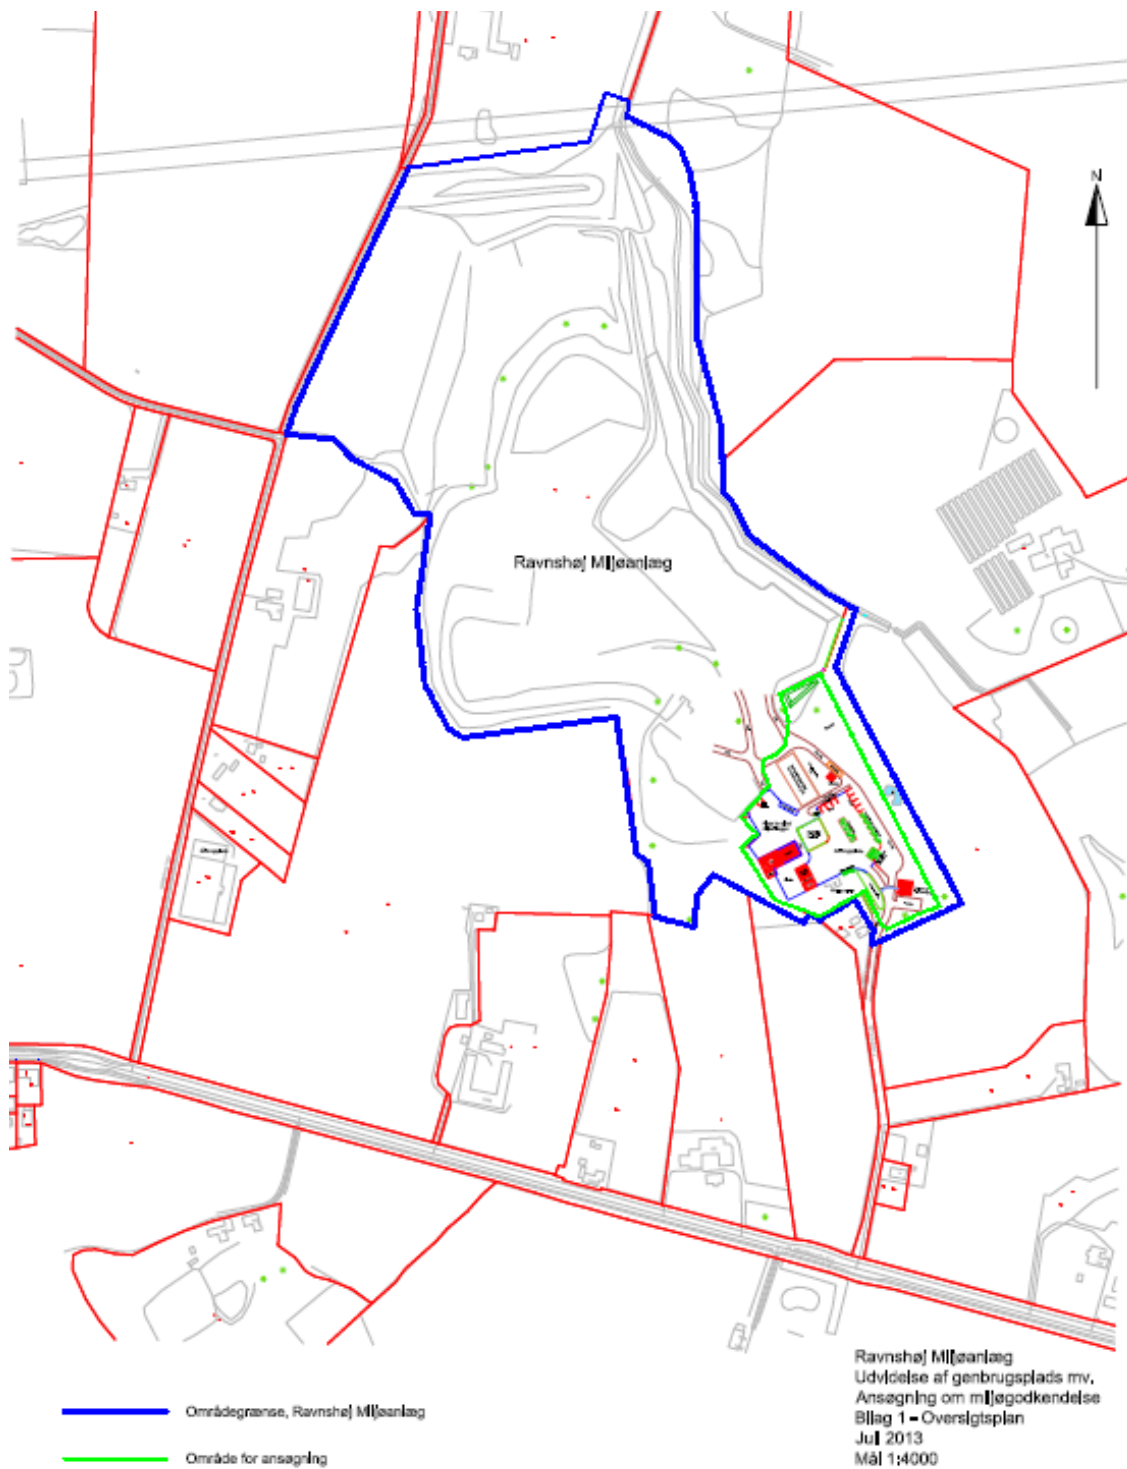 N
Ravnshøj Miljøanlæg
Ravnshøj Miljøanlæg
Udvidelse af genbrugsplads mv.
Ansøgning om miljøgodkendelse
Bilag 1 - Oversigtsplan
Juli 2013
Mål 1:4000
Områdegrænse, Ravnshøj Miljøanlæg
Område for ansøgning